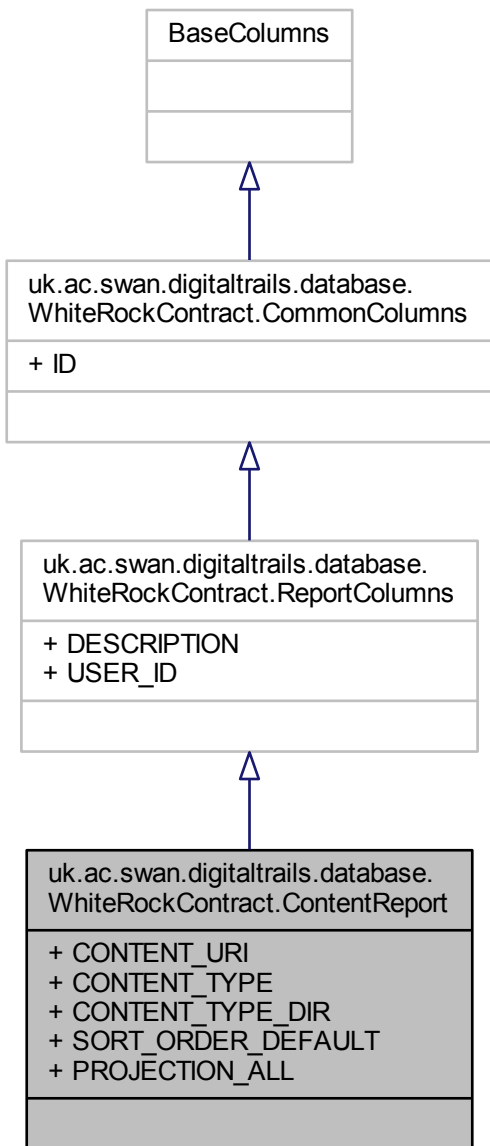 BaseColumns
uk.ac.swan.digitaltrails.database.
WhiteRockContract.CommonColumns
+ ID
uk.ac.swan.digitaltrails.database.
WhiteRockContract.ReportColumns
+ DESCRIPTION
+ USER_ID
uk.ac.swan.digitaltrails.database.
WhiteRockContract.ContentReport
+ CONTENT_URI
+ CONTENT_TYPE
+ CONTENT_TYPE_DIR
+ SORT_ORDER_DEFAULT
+ PROJECTION_ALL